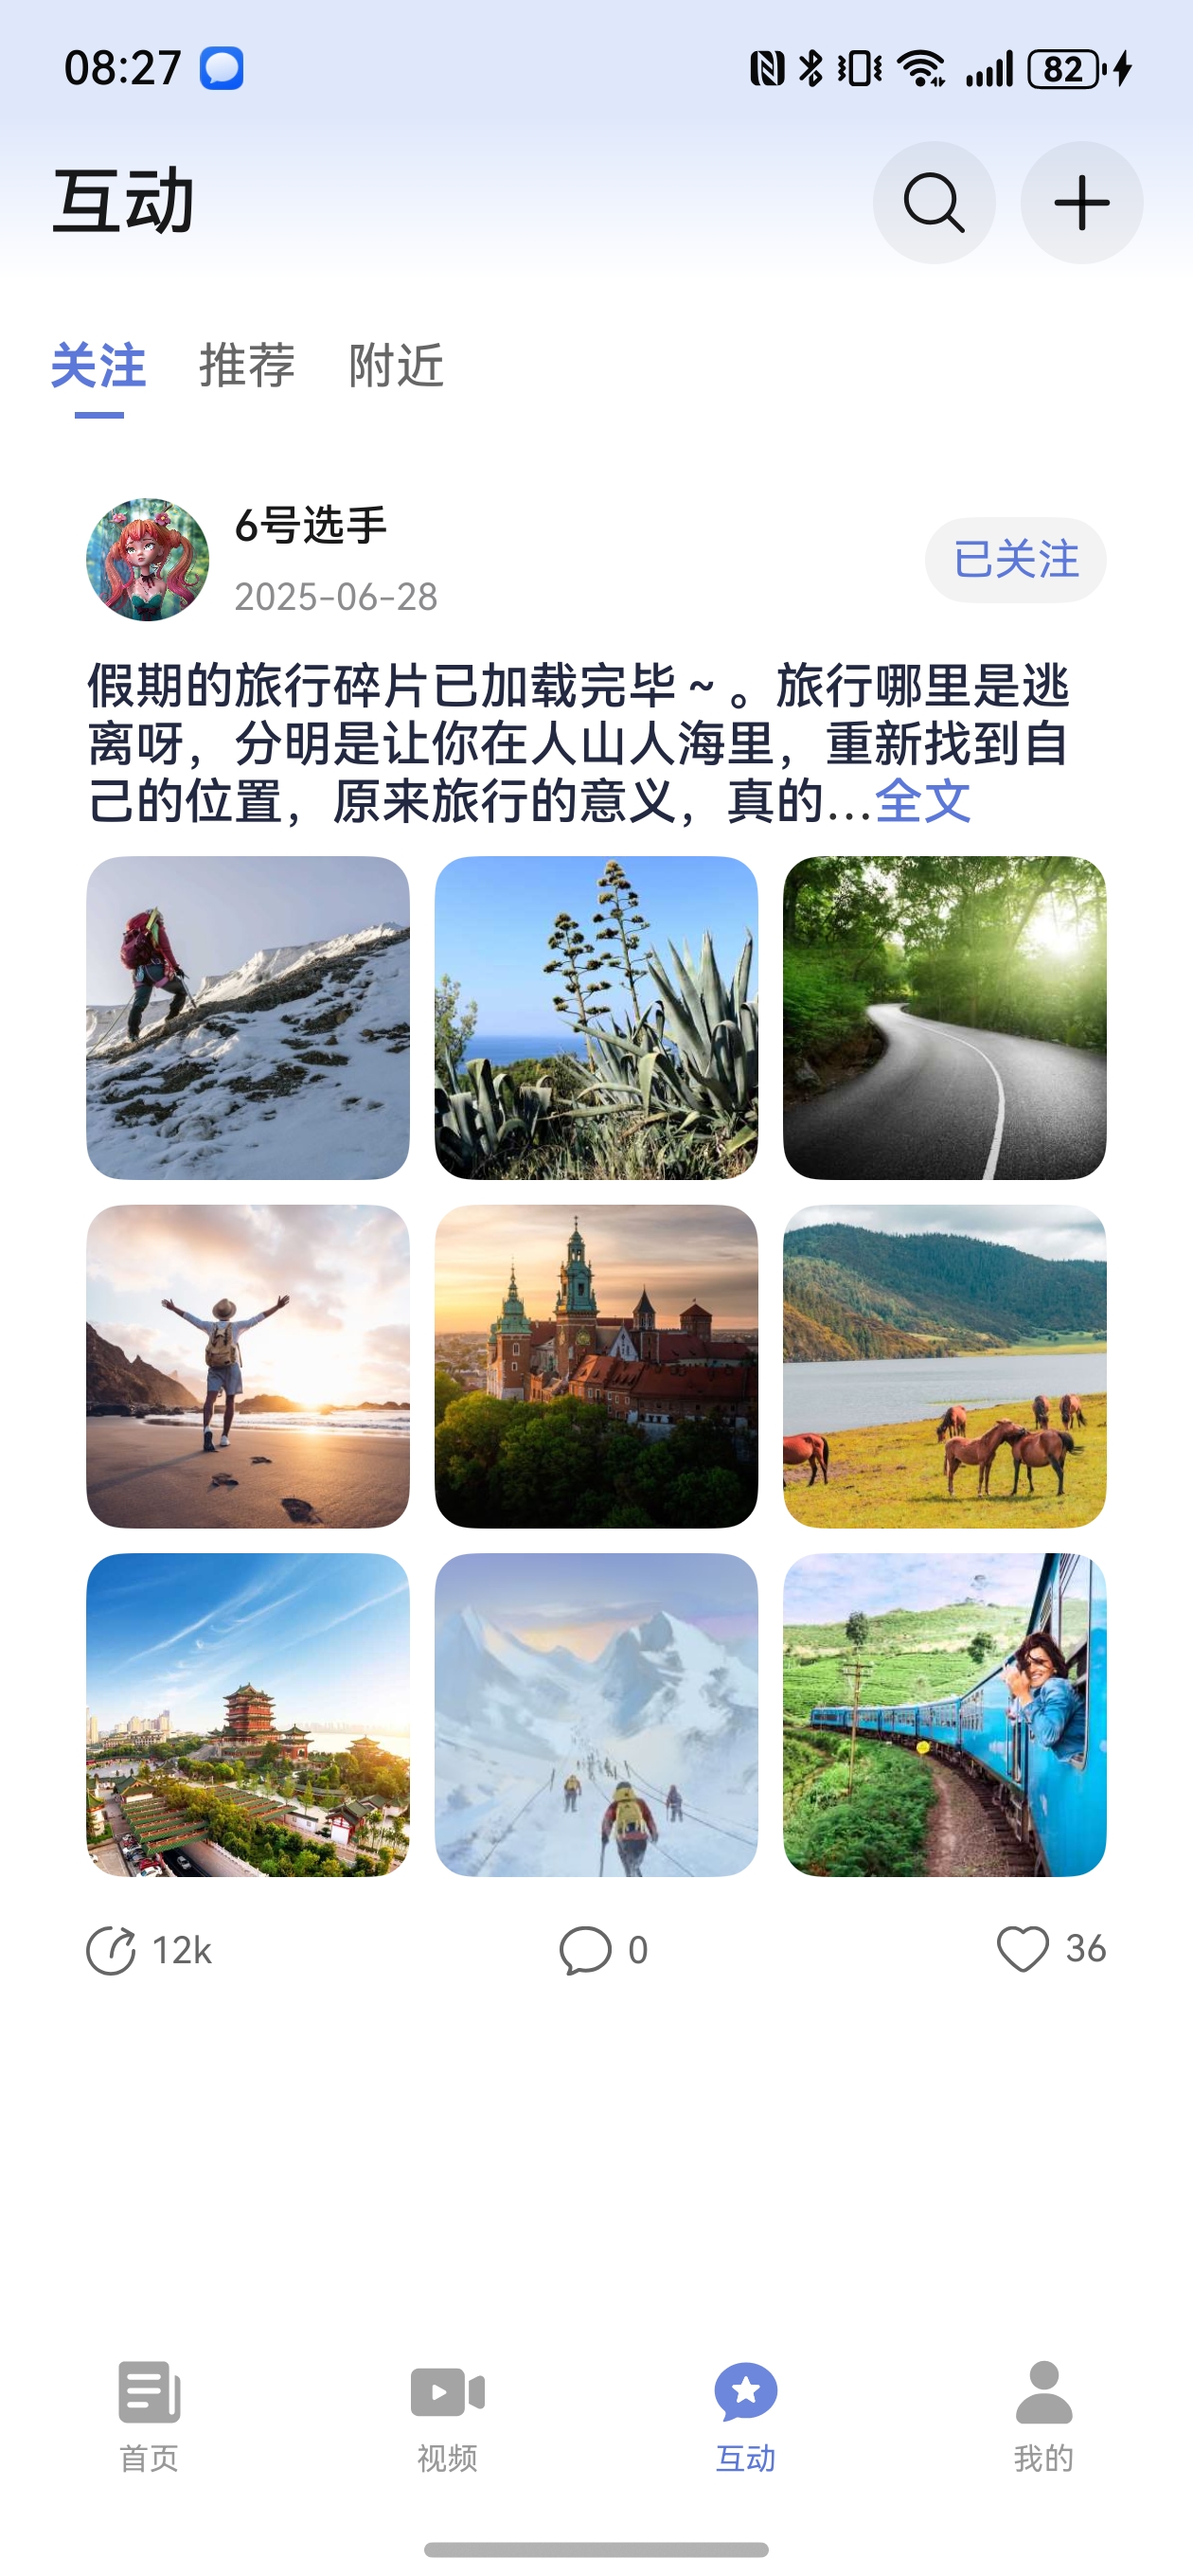 08:27
82
互动
关注 推荐 附近
6号选手
已关注
2025-06-28
假期的旅行碎片已加载完毕 ~ 。旅行哪里是逃
离呀，分明是让你在人山人海里，重新找到自
己的位置，原来旅行的意义，真的...全文
12k 0 36
首页 视频 互动 我的